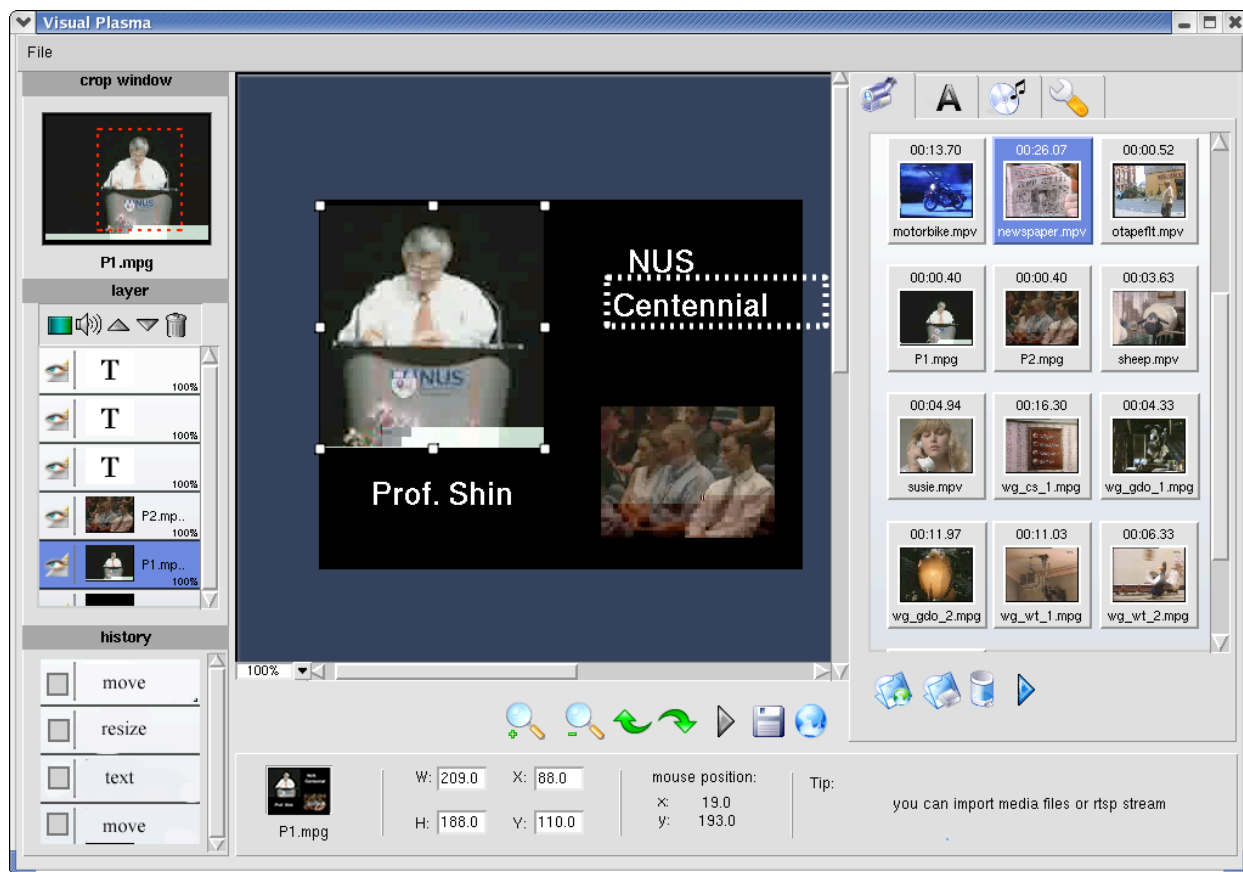 Visual Plasma
File
crop window
P1.mpg
layer
T
100%
T
100%
T
100%
P2.mp..
100%
P1.mp..
100%
history
move
resize
text
move
NUS
NUS
Centennial
Prof. Shin
100%
A
00:13.70
00:26.07
00:00.52
motorbike.mpv
newspaper.mpv
otapeflt.mpv
00:00.40
00:00.40
00:03.63
P1.mpg
P2.mpg
sheep.mpv
00:04.94
00:16.30
00:04.33
susie.mpv
wg_cs_1.mpg
wg_gdo_1.mpg
00:11.97
00:11.03
00:06.33
wg_gdo_2.mpg
wg_wt_1.mpg
wg_wt_2.mpg
P1.mpg
W: 209.0
X: 88.0
H: 188.0
Y: 110.0
mouse position:
x: 19.0
y: 193.0
Tip:
you can import media files or rtsp stream